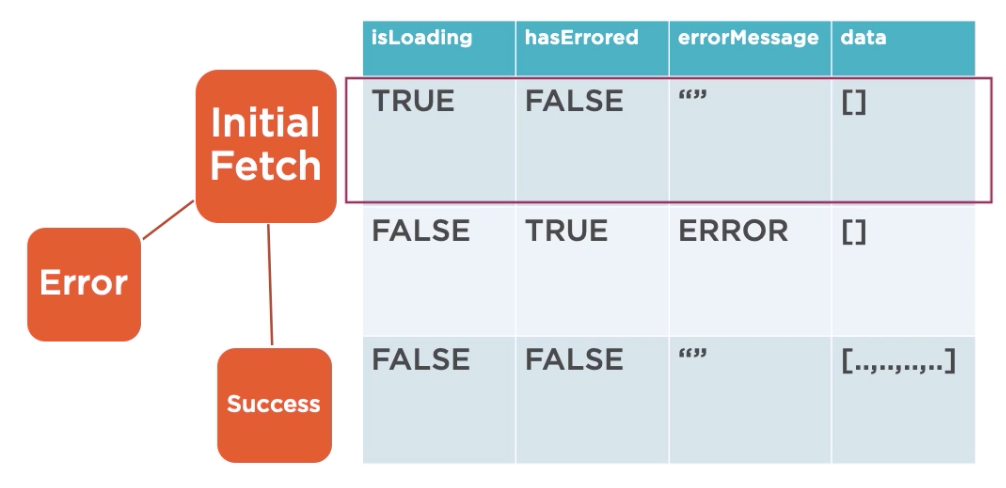 isLoading hasErrored errorMessage data
Initial
Fetch
TRUE FALSE “” []
Error
FALSE TRUE ERROR []
Success
FALSE FALSE “” [..,..,..,..]